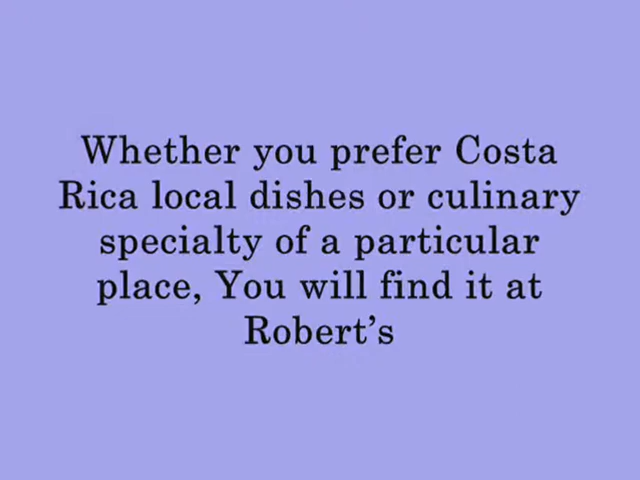 Whether you prefer Costa
Rica local dishes or culinary
specialty of a particular
place, You will find it at
Robert’s